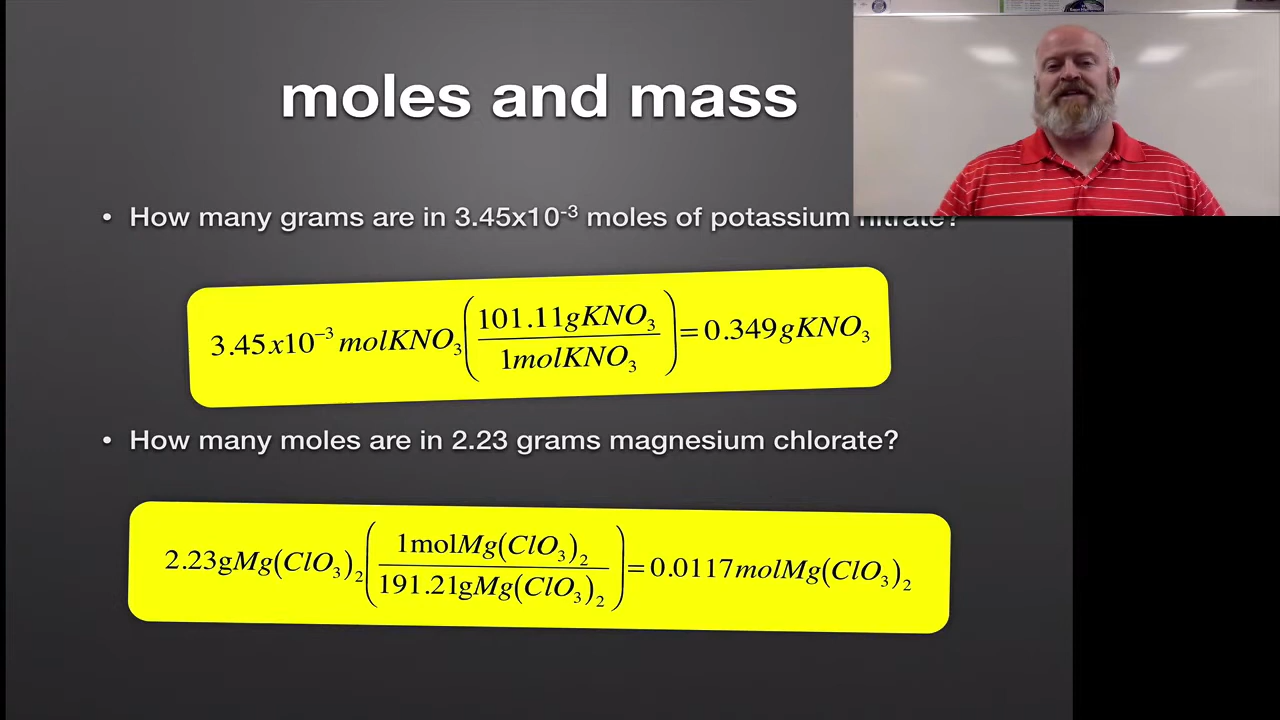 moles and mass
• How many grams are in 3.45x10⁻³ moles of potassium nitrate?
3.45x10⁻³ molKNO₃(101.11gKNO₃/1molKNO₃)=0.349gKNO₃
• How many moles are in 2.23 grams magnesium chlorate?
2.23gMg(ClO₃)₂(1molMg(ClO₃)₂/191.21gMg(ClO₃)₂)=0.0117molMg(ClO₃)₂